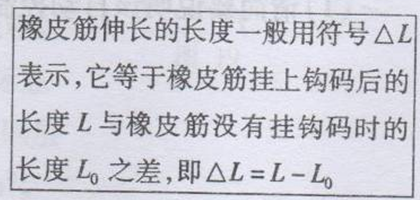 橡皮筋伸长的长度一般用符号△L
表示,它等于橡皮筋挂上钩码后的
长度L与橡皮筋没有挂钩码时的
长度L₀之差,即△L=L-L₀